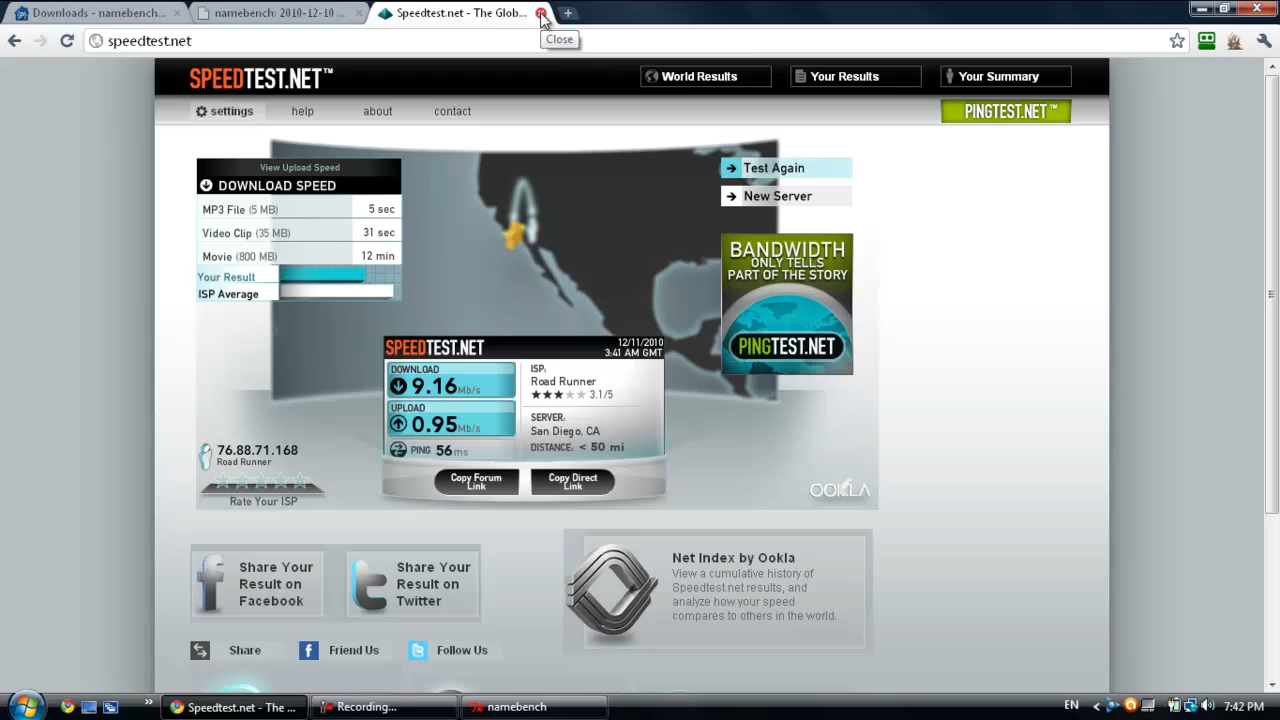 Downloads - namebench...
namebench: 2010-12-10 ...
Speedtest.net - The Glob...
Close
speedtest.net
SPEEDTEST.NET™
World Results
Your Results
Your Summary
settings
help
about
contact
PINGTEST.NET™
View Upload Speed
DOWNLOAD SPEED
MP3 File (5 MB) 5 sec
Video Clip (35 MB) 31 sec
Movie (800 MB) 12 min
Your Result
ISP Average
Test Again
New Server
BANDWIDTH
ONLY TELLS
PART OF THE STORY
PINGTEST.NET
SPEEDTEST.NET
12/11/2010
3:41 AM GMT
DOWNLOAD
9.16 Mb/s
UPLOAD
0.95 Mb/s
PING 56 ms
ISP:
Road Runner
3.1/5
SERVER:
San Diego, CA
DISTANCE: < 50 mi
Copy Forum
Link
Copy Direct
Link
76.88.71.168
Road Runner
Rate Your ISP
OOKLA
Share Your
Result on
Facebook
Share Your
Result on
Twitter
Net Index by Ookla
View a cumulative history of
Speedtest.net results, and
analyze how your speed
compares to others in the world.
Share
Friend Us
Follow Us
Speedtest.net - The ...
Recording...
namebench
EN
7:42 PM